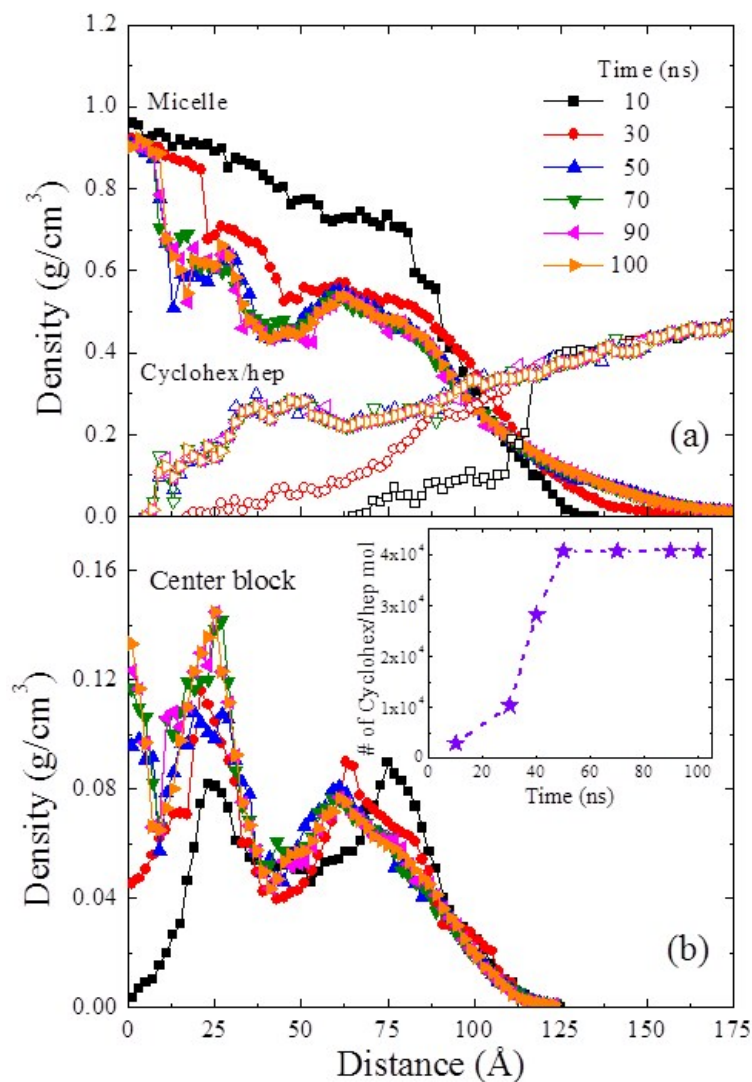 1.2
1.0
0.8
0.6
0.4
0.2
0.0
Density (g/cm³)
Micelle
Cyclohex/hep
Time (ns)
10
30
50
70
90
100
(a)
0.16
0.12
0.08
0.04
0.00
Density (g/cm³)
Center block
(b)
4x10⁴
3x10⁴
2x10⁴
1x10⁴
0
# of Cyclohex/hep mol
0 20 40 60 80 100
Time (ns)
0 25 50 75 100 125 150 175
Distance (Å)